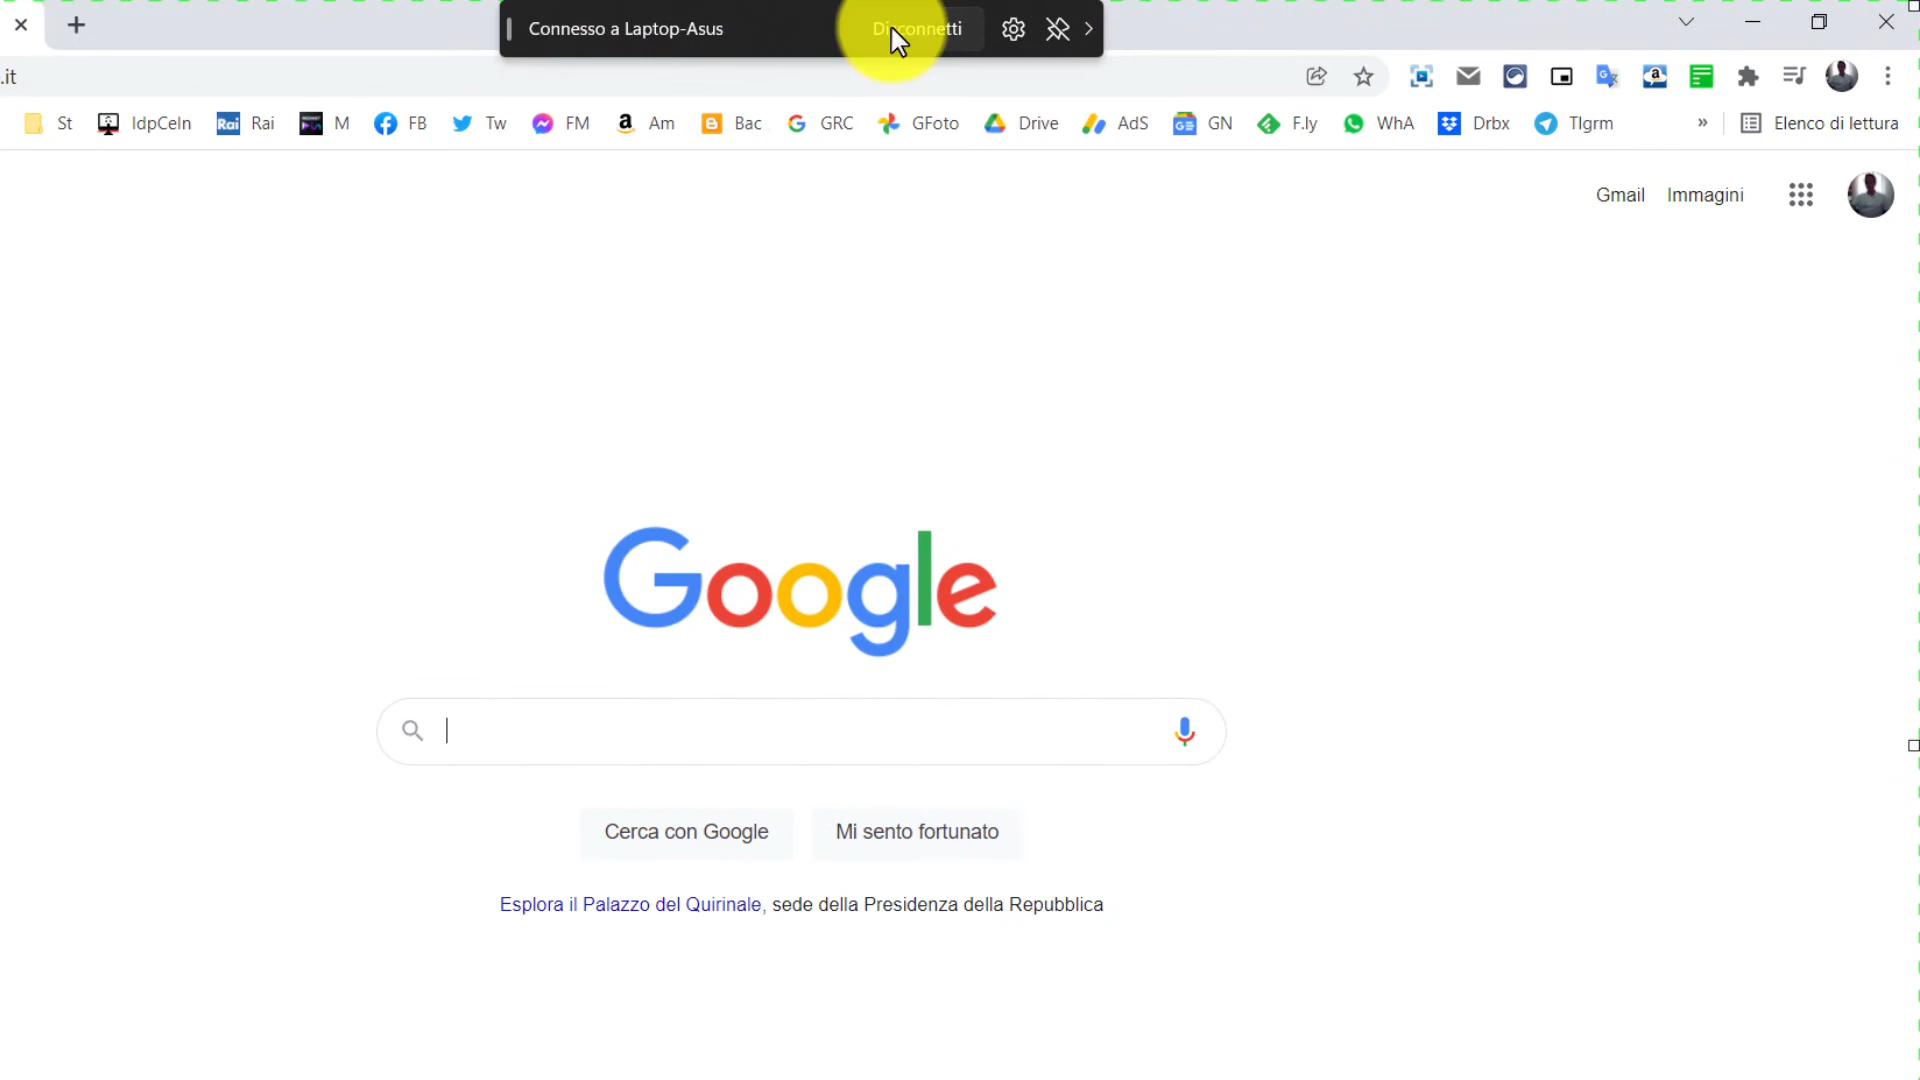 Connesso a Laptop-Asus Disconnetti
.it
St IdpCeIn Rai M FB Tw FM Am Bac GRC GFoto Drive AdS GN F.ly WhA Drbx Tlgrm » Elenco di lettura
Gmail Immagini
Google
Cerca con Google Mi sento fortunato
Esplora il Palazzo del Quirinale, sede della Presidenza della Repubblica